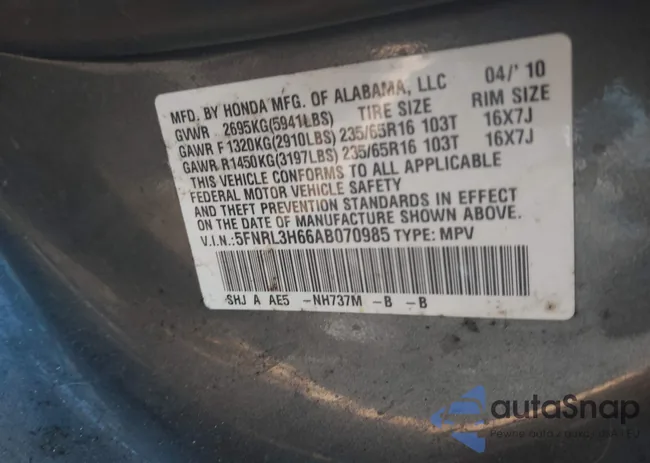 MFD. BY HONDA MFG. OF ALABAMA, LLC 04/' 10
GVWR 2695KG(5941LBS) TIRE SIZE RIM SIZE
GAWR F1320KG(2910LBS) 235/65R16 103T 16X7J
GAWR R1450KG(3197LBS) 235/65R16 103T 16X7J
THIS VEHICLE CONFORMS TO ALL APPLICABLE
FEDERAL MOTOR VEHICLE SAFETY
AND THEFT PREVENTION STANDARDS IN EFFECT
ON THE DATE OF MANUFACTURE SHOWN ABOVE.
V.I.N.:5FNRL3H66AB070985 TYPE: MPV
SHJ A AE5 -NH737M -B -B
autaSnap
Pewne auta z